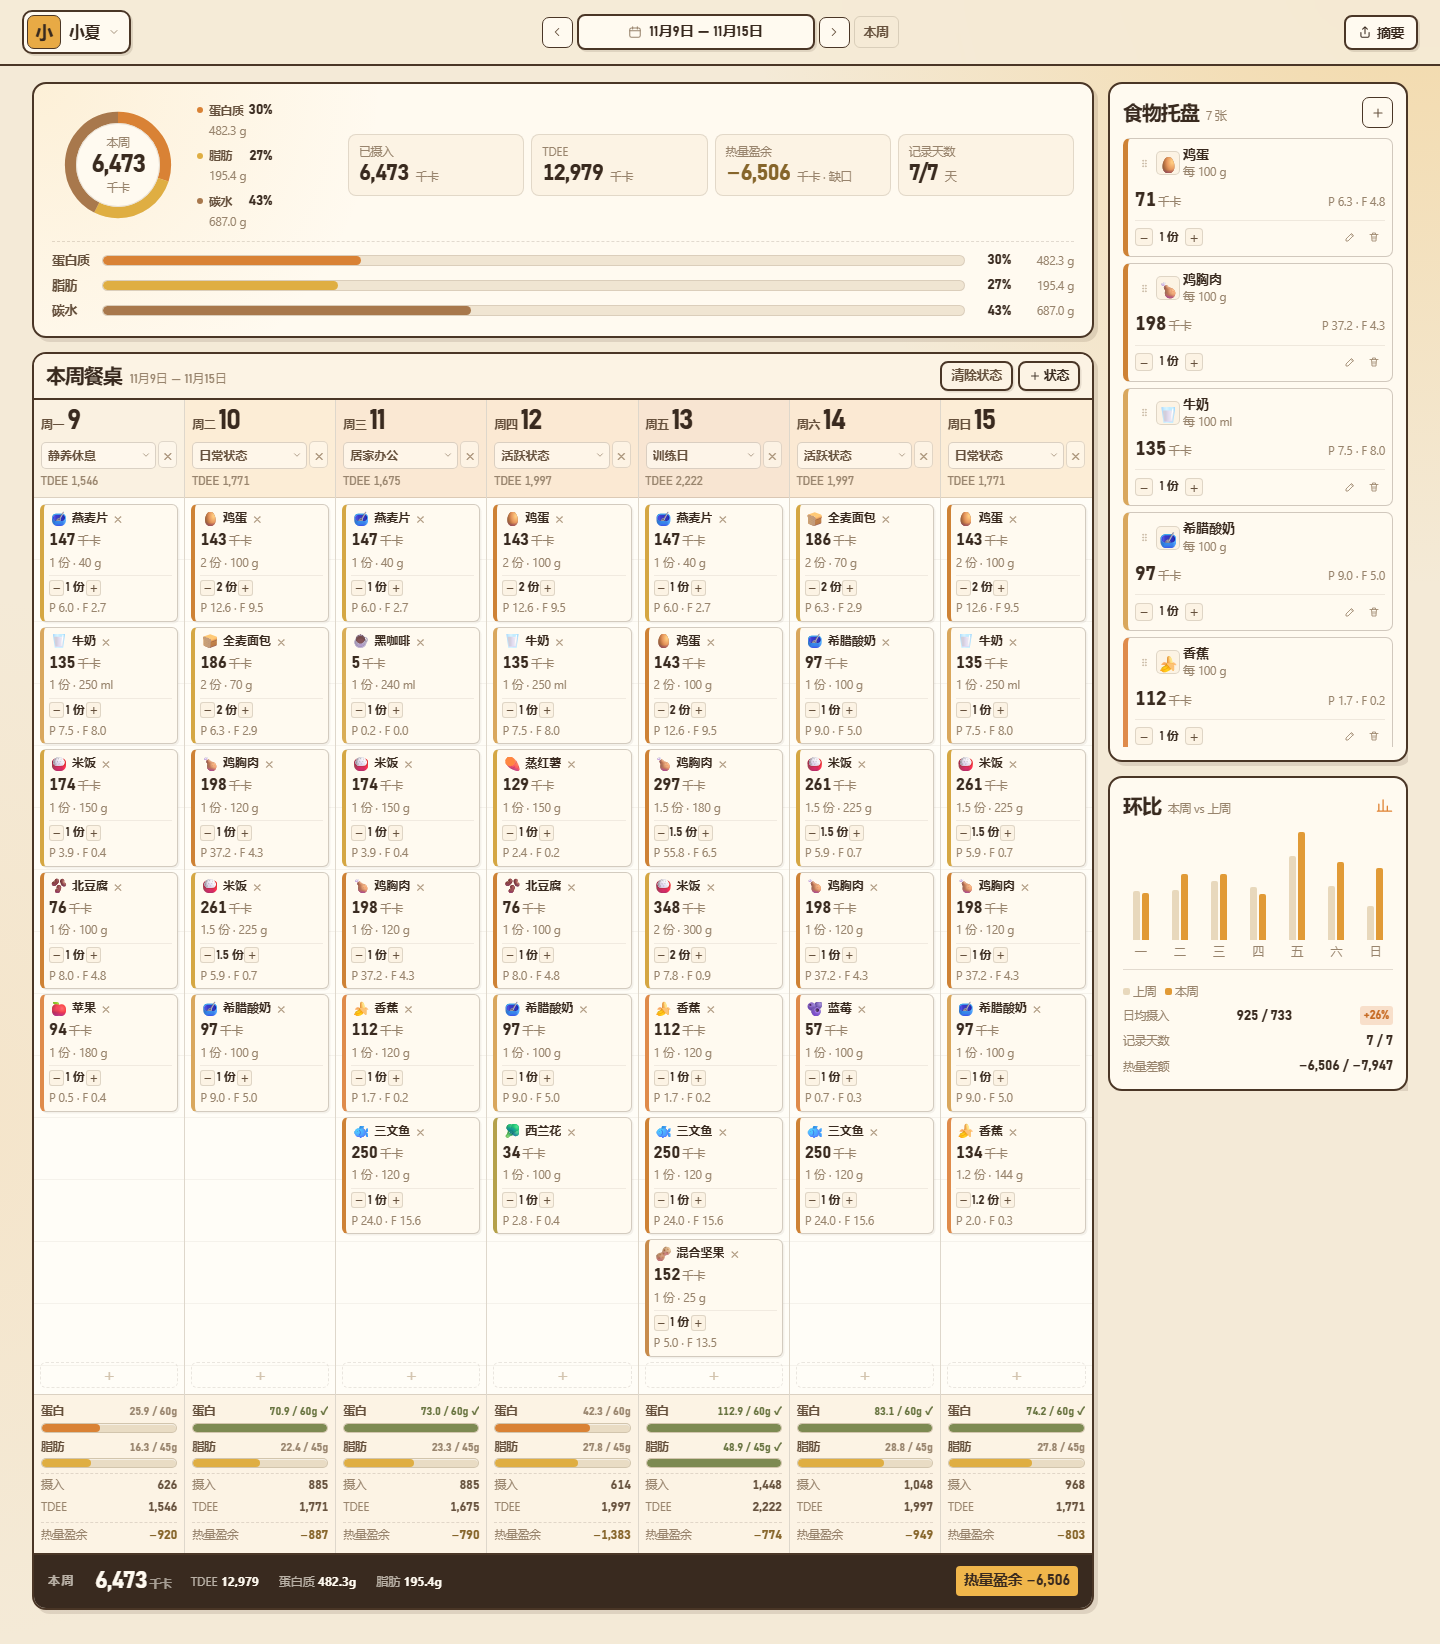 小 小夏
11月9日 — 11月15日
本周
摘要
本周
6,473
千卡
蛋白质 30%
482.3 g
脂肪 27%
195.4 g
碳水 43%
687.0 g
已摄入
6,473 千卡
TDEE
12,979 千卡
热量盈余
−6,506 千卡 · 缺口
记录天数
7/7 天
蛋白质 30% 482.3 g
脂肪 27% 195.4 g
碳水 43% 687.0 g
本周餐桌 11月9日 — 11月15日
清除状态
+ 状态
周一 9
静养休息 ×
TDEE 1,546
燕麦片 ×
147 千卡
1 份 · 40 g
− 1 份 +
P 6.0 · F 2.7
牛奶 ×
135 千卡
1 份 · 250 ml
− 1 份 +
P 7.5 · F 8.0
米饭 ×
174 千卡
1 份 · 150 g
− 1 份 +
P 3.9 · F 0.4
北豆腐 ×
76 千卡
1 份 · 100 g
− 1 份 +
P 8.0 · F 4.8
苹果 ×
94 千卡
1 份 · 180 g
− 1 份 +
P 0.5 · F 0.4
+
蛋白 25.9 / 60g
脂肪 16.3 / 45g
摄入 626
TDEE 1,546
热量盈余 −920
周二 10
日常状态 ×
TDEE 1,771
鸡蛋 ×
143 千卡
2 份 · 100 g
− 2 份 +
P 12.6 · F 9.5
全麦面包 ×
186 千卡
2 份 · 70 g
− 2 份 +
P 6.3 · F 2.9
鸡胸肉 ×
198 千卡
1 份 · 120 g
− 1 份 +
P 37.2 · F 4.3
米饭 ×
261 千卡
1.5 份 · 225 g
− 1.5 份 +
P 5.9 · F 0.7
希腊酸奶 ×
97 千卡
1 份 · 100 g
− 1 份 +
P 9.0 · F 5.0
+
蛋白 70.9 / 60g ✓
脂肪 22.4 / 45g
摄入 885
TDEE 1,771
热量盈余 −887
周三 11
居家办公 ×
TDEE 1,675
燕麦片 ×
147 千卡
1 份 · 40 g
− 1 份 +
P 6.0 · F 2.7
黑咖啡 ×
5 千卡
1 份 · 240 ml
− 1 份 +
P 0.2 · F 0.0
米饭 ×
174 千卡
1 份 · 150 g
− 1 份 +
P 3.9 · F 0.4
鸡胸肉 ×
198 千卡
1 份 · 120 g
− 1 份 +
P 37.2 · F 4.3
香蕉 ×
112 千卡
1 份 · 120 g
− 1 份 +
P 1.7 · F 0.2
三文鱼 ×
250 千卡
1 份 · 120 g
− 1 份 +
P 24.0 · F 15.6
+
蛋白 73.0 / 60g ✓
脂肪 23.3 / 45g
摄入 885
TDEE 1,675
热量盈余 −790
周四 12
活跃状态 ×
TDEE 1,997
鸡蛋 ×
143 千卡
2 份 · 100 g
− 2 份 +
P 12.6 · F 9.5
牛奶 ×
135 千卡
1 份 · 250 ml
− 1 份 +
P 7.5 · F 8.0
蒸红薯 ×
129 千卡
1 份 · 150 g
− 1 份 +
P 2.4 · F 0.2
北豆腐 ×
76 千卡
1 份 · 100 g
− 1 份 +
P 8.0 · F 4.8
希腊酸奶 ×
97 千卡
1 份 · 100 g
− 1 份 +
P 9.0 · F 5.0
西兰花 ×
34 千卡
1 份 · 100 g
− 1 份 +
P 2.8 · F 0.4
+
蛋白 42.3 / 60g
脂肪 27.8 / 45g
摄入 614
TDEE 1,997
热量盈余 −1,383
周五 13
训练日 ×
TDEE 2,222
燕麦片 ×
147 千卡
1 份 · 40 g
− 1 份 +
P 6.0 · F 2.7
鸡蛋 ×
143 千卡
2 份 · 100 g
− 2 份 +
P 12.6 · F 9.5
鸡胸肉 ×
297 千卡
1.5 份 · 180 g
− 1.5 份 +
P 55.8 · F 6.5
米饭 ×
348 千卡
2 份 · 300 g
− 2 份 +
P 7.8 · F 0.9
香蕉 ×
112 千卡
1 份 · 120 g
− 1 份 +
P 1.7 · F 0.2
三文鱼 ×
250 千卡
1 份 · 120 g
− 1 份 +
P 24.0 · F 15.6
混合坚果 ×
152 千卡
1 份 · 25 g
− 1 份 +
P 5.0 · F 13.5
+
蛋白 112.9 / 60g ✓
脂肪 48.9 / 45g ✓
摄入 1,448
TDEE 2,222
热量盈余 −774
周六 14
活跃状态 ×
TDEE 1,997
全麦面包 ×
186 千卡
2 份 · 70 g
− 2 份 +
P 6.3 · F 2.9
希腊酸奶 ×
97 千卡
1 份 · 100 g
− 1 份 +
P 9.0 · F 5.0
米饭 ×
261 千卡
1.5 份 · 225 g
− 1.5 份 +
P 5.9 · F 0.7
鸡胸肉 ×
198 千卡
1 份 · 120 g
− 1 份 +
P 37.2 · F 4.3
蓝莓 ×
57 千卡
1 份 · 100 g
− 1 份 +
P 0.7 · F 0.3
三文鱼 ×
250 千卡
1 份 · 120 g
− 1 份 +
P 24.0 · F 15.6
+
蛋白 83.1 / 60g ✓
脂肪 28.8 / 45g
摄入 1,048
TDEE 1,997
热量盈余 −949
周日 15
日常状态 ×
TDEE 1,771
鸡蛋 ×
143 千卡
2 份 · 100 g
− 2 份 +
P 12.6 · F 9.5
牛奶 ×
135 千卡
1 份 · 250 ml
− 1 份 +
P 7.5 · F 8.0
米饭 ×
261 千卡
1.5 份 · 225 g
− 1.5 份 +
P 5.9 · F 0.7
鸡胸肉 ×
198 千卡
1 份 · 120 g
− 1 份 +
P 37.2 · F 4.3
希腊酸奶 ×
97 千卡
1 份 · 100 g
− 1 份 +
P 9.0 · F 5.0
香蕉 ×
134 千卡
1.2 份 · 144 g
− 1.2 份 +
P 2.0 · F 0.3
+
蛋白 74.2 / 60g ✓
脂肪 27.8 / 45g
摄入 968
TDEE 1,771
热量盈余 −803
本周 6,473 千卡 TDEE 12,979 蛋白质 482.3g 脂肪 195.4g
热量盈余 −6,506
食物托盘 7 张
+
鸡蛋
每 100 g
71 千卡 P 6.3 · F 4.8
− 1 份 +
鸡胸肉
每 100 g
198 千卡 P 37.2 · F 4.3
− 1 份 +
牛奶
每 100 ml
135 千卡 P 7.5 · F 8.0
− 1 份 +
希腊酸奶
每 100 g
97 千卡 P 9.0 · F 5.0
− 1 份 +
香蕉
每 100 g
112 千卡 P 1.7 · F 0.2
− 1 份 +
环比 本周 vs 上周
一 二 三 四 五 六 日
上周 本周
日均摄入 925 / 733 +26%
记录天数 7 / 7
热量差额 −6,506 / −7,947